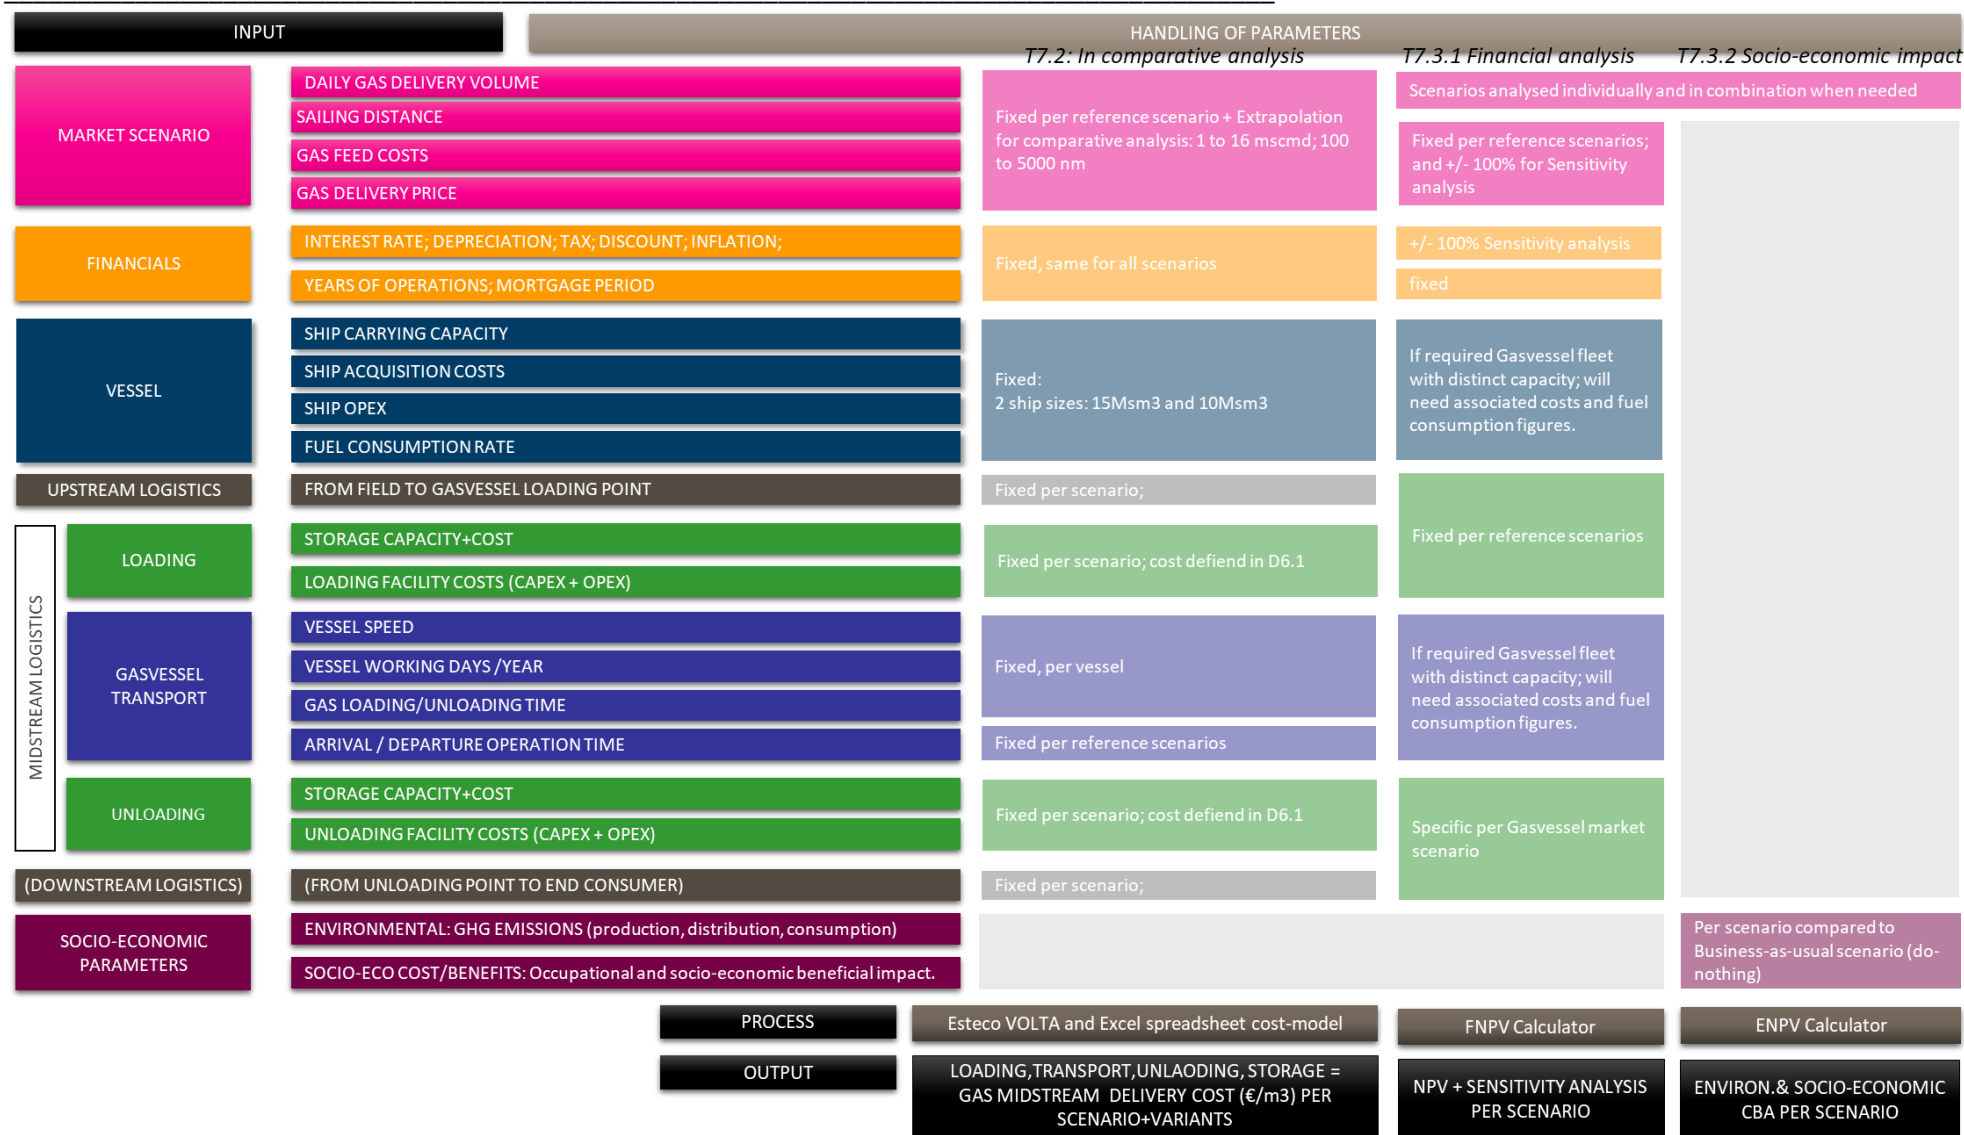 INPUT
HANDLING OF PARAMETERS
T7.2: In comparative analysis
T7.3.1 Financial analysis
T7.3.2 Socio-economic impact
MARKET SCENARIO
DAILY GAS DELIVERY VOLUME
SAILING DISTANCE
GAS FEED COSTS
GAS DELIVERY PRICE
Fixed per reference scenario + Extrapolation
for comparative analysis: 1 to 16 mscmd; 100
to 5000 nm
Scenarios analysed individually and in combination when needed
Fixed per reference scenarios;
and +/- 100% for Sensitivity
analysis
FINANCIALS
INTEREST RATE; DEPRECIATION; TAX; DISCOUNT; INFLATION;
YEARS OF OPERATIONS; MORTGAGE PERIOD
Fixed, same for all scenarios
+/- 100% Sensitivity analysis
fixed
VESSEL
SHIP CARRYING CAPACITY
SHIP ACQUISITION COSTS
SHIP OPEX
FUEL CONSUMPTION RATE
Fixed:
2 ship sizes: 15Msm3 and 10Msm3
If required Gasvessel fleet
with distinct capacity; will
need associated costs and fuel
consumption figures.
UPSTREAM LOGISTICS
FROM FIELD TO GASVESSEL LOADING POINT
Fixed per scenario;
MIDSTREAM LOGISTICS
LOADING
STORAGE CAPACITY+COST
LOADING FACILITY COSTS (CAPEX + OPEX)
Fixed per scenario; cost defiend in D6.1
Fixed per reference scenarios
GASVESSEL
TRANSPORT
VESSEL SPEED
VESSEL WORKING DAYS /YEAR
GAS LOADING/UNLOADING TIME
ARRIVAL / DEPARTURE OPERATION TIME
Fixed, per vessel
Fixed per reference scenarios
If required Gasvessel fleet
with distinct capacity; will
need associated costs and fuel
consumption figures.
UNLOADING
STORAGE CAPACITY+COST
UNLOADING FACILITY COSTS (CAPEX + OPEX)
Fixed per scenario; cost defiend in D6.1
Specific per Gasvessel market
scenario
(DOWNSTREAM LOGISTICS)
(FROM UNLOADING POINT TO END CONSUMER)
Fixed per scenario;
SOCIO-ECONOMIC
PARAMETERS
ENVIRONMENTAL: GHG EMISSIONS (production, distribution, consumption)
SOCIO-ECO COST/BENEFITS: Occupational and socio-economic beneficial impact.
Per scenario compared to
Business-as-usual scenario (do-
nothing)
PROCESS
Esteco VOLTA and Excel spreadsheet cost-model
FNPV Calculator
ENPV Calculator
OUTPUT
LOADING,TRANSPORT,UNLAODING, STORAGE =
GAS MIDSTREAM DELIVERY COST (€/m3) PER
SCENARIO+VARIANTS
NPV + SENSITIVITY ANALYSIS
PER SCENARIO
ENVIRON.& SOCIO-ECONOMIC
CBA PER SCENARIO